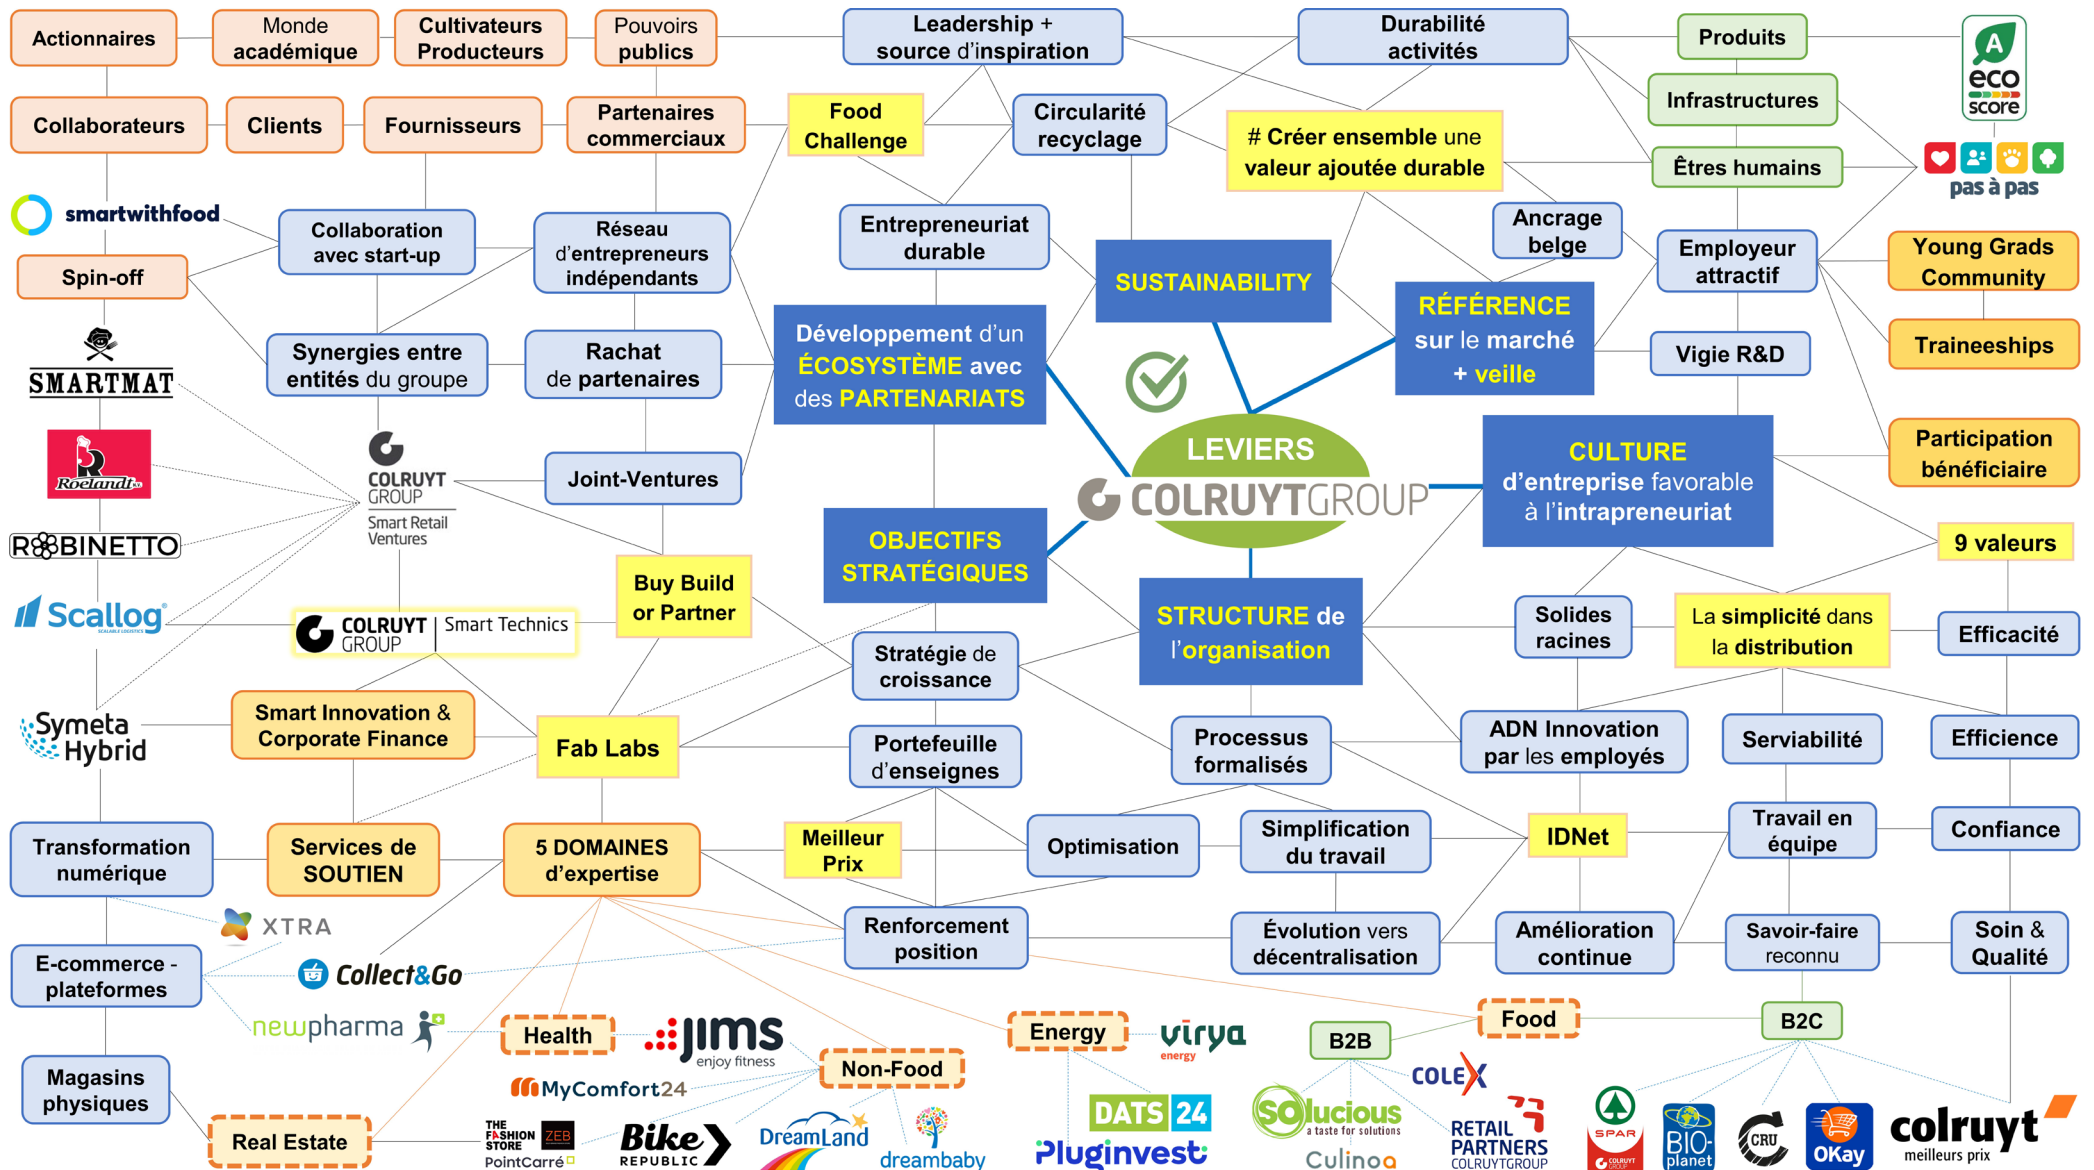 Actionnaires
Monde
académique
Cultivateurs
Producteurs
Pouvoirs
publics
Leadership +
source d'inspiration
Durabilité
activités
Produits
A
eco
score
Collaborateurs
Clients
Fournisseurs
Partenaires
commerciaux
Food
Challenge
Circularité
recyclage
# Créer ensemble une
valeur ajoutée durable
Infrastructures
Êtres humains
pas à pas
smartwithfood
Collaboration
avec start-up
Réseau
d'entrepreneurs
indépendants
Entrepreneuriat
durable
Ancrage
belge
Employeur
attractif
Young Grads
Community
Spin-off
SUSTAINABILITY
RÉFÉRENCE
sur le marché
+ veille
Traineeships
Développement d'un
ÉCOSYSTÈME avec
des PARTENARIATS
Synergies entre
entités du groupe
Rachat
de partenaires
Vigie R&D
SMARTMAT
Roelandt B.V.
COLRUYT
GROUP
Smart Retail
Ventures
Joint-Ventures
LEVIERS
COLRUYTGROUP
CULTURE
d'entreprise favorable
à l'intrapreneuriat
Participation
bénéficiaire
ROBINETTO
OBJECTIFS
STRATÉGIQUES
9 valeurs
Buy Build
or Partner
STRUCTURE de
l'organisation
Solides
racines
La simplicité dans
la distribution
Efficacité
Scallog
SCALABLE LOGISTICS
COLRUYT
GROUP
Smart Technics
Stratégie de
croissance
Symeta
Hybrid
Smart Innovation &
Corporate Finance
Fab Labs
Portefeuille
d'enseignes
Processus
formalisés
ADN Innovation
par les employés
Serviabilité
Efficience
Transformation
numérique
Services de
SOUTIEN
5 DOMAINES
d'expertise
Meilleur
Prix
Optimisation
Simplification
du travail
IDNet
Travail en
équipe
Confiance
XTRA
Renforcement
position
Évolution vers
décentralisation
Amélioration
continue
Savoir-faire
reconnu
Soin &
Qualité
E-commerce -
plateformes
Collect&Go
newpharma
Health
JIMS
enjoy fitness
Energy
virya
energy
B2B
Food
B2C
Magasins
physiques
MyComfort24
Non-Food
COLEX
Real Estate
THE
FASHION
STORE
ZEB
PointCarré
Bike
REPUBLIC
DreamLand
dreambaby
DATS 24
Pluginvest
SOlucious
a taste for solutions
Culinoa
RETAIL
PARTNERS
COLRUYTGROUP
SPAR
COLRUYT
GROUP
BIO-
planet
CRU
OKay
colruyt
meilleurs prix